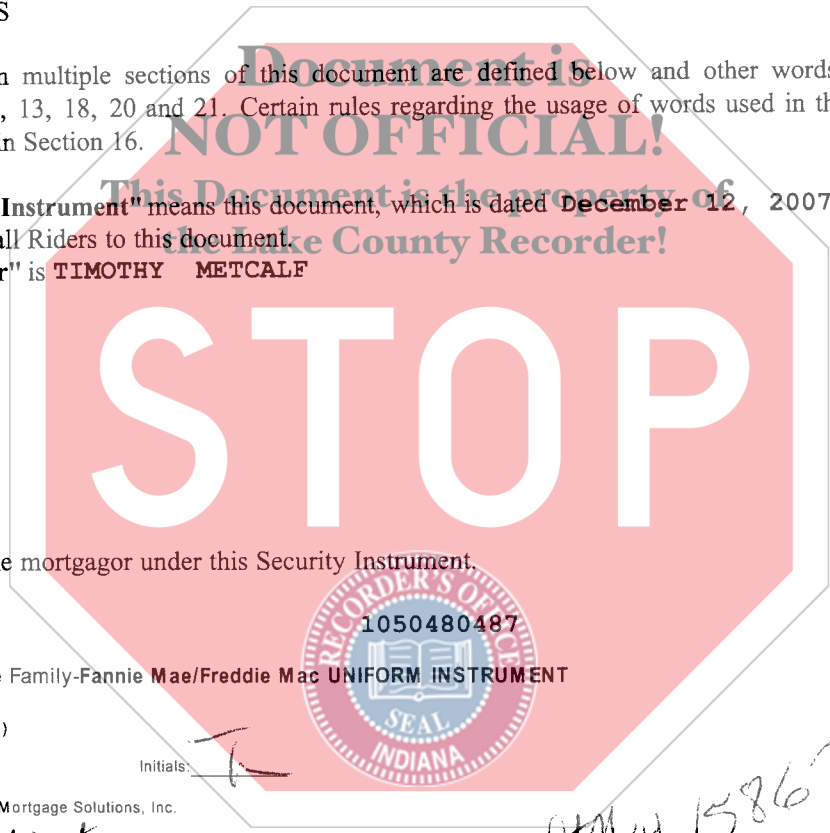 S
Document is
n multiple sections of this document are defined below and other words
, 13, 18, 20 and 21. Certain rules regarding the usage of words used in th
NOT OFFICIAL!
n Section 16.
This Document is the property of
Instrument" means this document, which is dated December 12, 2007
all Riders to this document.
the Lake County Recorder!
r" is TIMOTHY METCALF
STOP
e mortgagor under this Security Instrument.
RECORDER'S OFFICE
1050480487
e Family-Fannie Mae/Freddie Mac UNIFORM INSTRUMENT
SEAL
)
INDIANA
Initials:
Mortgage Solutions, Inc.
1586